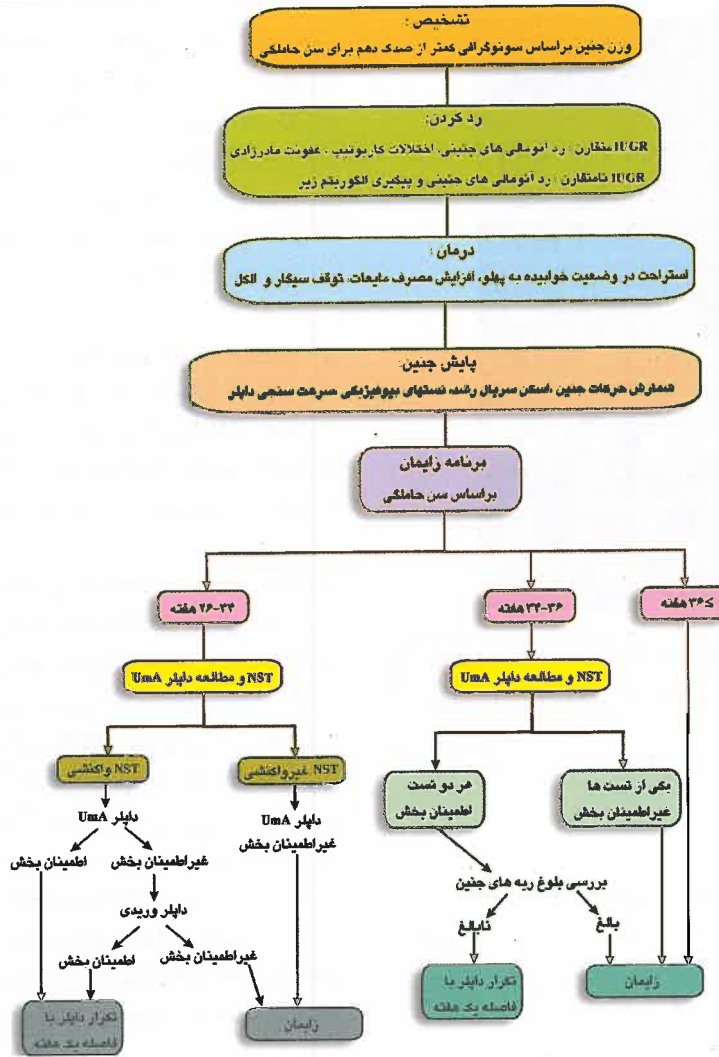 تشخیص :
وزن جنین براساس سونوگرافی کمتر از صدک دهم برای سن حاملگی
رد کردن:
IUGR متقارن : رد آنومالی های جنینی، اختلالات کاریوتیپ ، عفونت مادرزادی
IUGR نامتقارن : رد آنومالی های جنینی و پیگیری الگوریتم زیر
درمان :
استراحت در وضعیت خوابیده به پهلو، افزایش مصرف مایعات، توقف سیگار و الکل
پایش جنین:
شمارش حرکات جنین ،اسکن سریال رشد، تستهای بیوفیزیکی ،سرعت سنجی داپلر
برنامه زایمان
براساس سن حاملگی
≥۳۶ هفته
۳۴-۳۶ هفته
۲۶-۳۴ هفته
NST و مطالعه داپلر UmA
NST و مطالعه داپلر UmA
یکی از تست ها
غیراطمینان بخش
هر دو تست
اطمینان بخش
NST غیرواکنشی
NST واکنشی
داپلر UmA
غیراطمینان بخش
داپلر UmA
غیراطمینان بخش
اطمینان بخش
بررسی بلوغ ریه های جنین
بالغ
نابالغ
داپلر وریدی
غیراطمینان بخش
اطمینان بخش
زایمان
تکرار داپلر با
فاصله یک هفته
زایمان
تکرار داپلر با
فاصله یک هفته